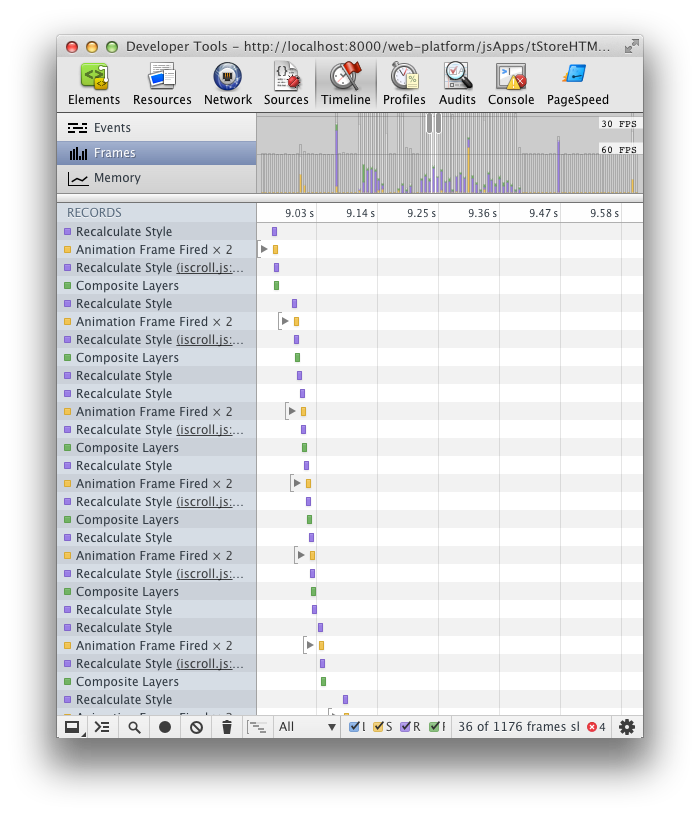 Developer Tools - http://localhost:8000/web-platform/jsApps/tStoreHTM...
Elements Resources Network Sources Timeline Profiles Audits Console PageSpeed
Events
Frames
Memory
30 FPS
60 FPS
RECORDS 9.03 s 9.14 s 9.25 s 9.36 s 9.47 s 9.58 s
Recalculate Style
Animation Frame Fired × 2
Recalculate Style (iscroll.js:...
Composite Layers
Recalculate Style
Animation Frame Fired × 2
Recalculate Style (iscroll.js:...
Composite Layers
Recalculate Style
Recalculate Style
Animation Frame Fired × 2
Recalculate Style (iscroll.js:...
Composite Layers
Recalculate Style
Animation Frame Fired × 2
Recalculate Style (iscroll.js:...
Composite Layers
Recalculate Style
Animation Frame Fired × 2
Recalculate Style (iscroll.js:...
Composite Layers
Recalculate Style
Recalculate Style
Animation Frame Fired × 2
Recalculate Style (iscroll.js:...
Composite Layers
Recalculate Style
All S R 36 of 1176 frames sl 4